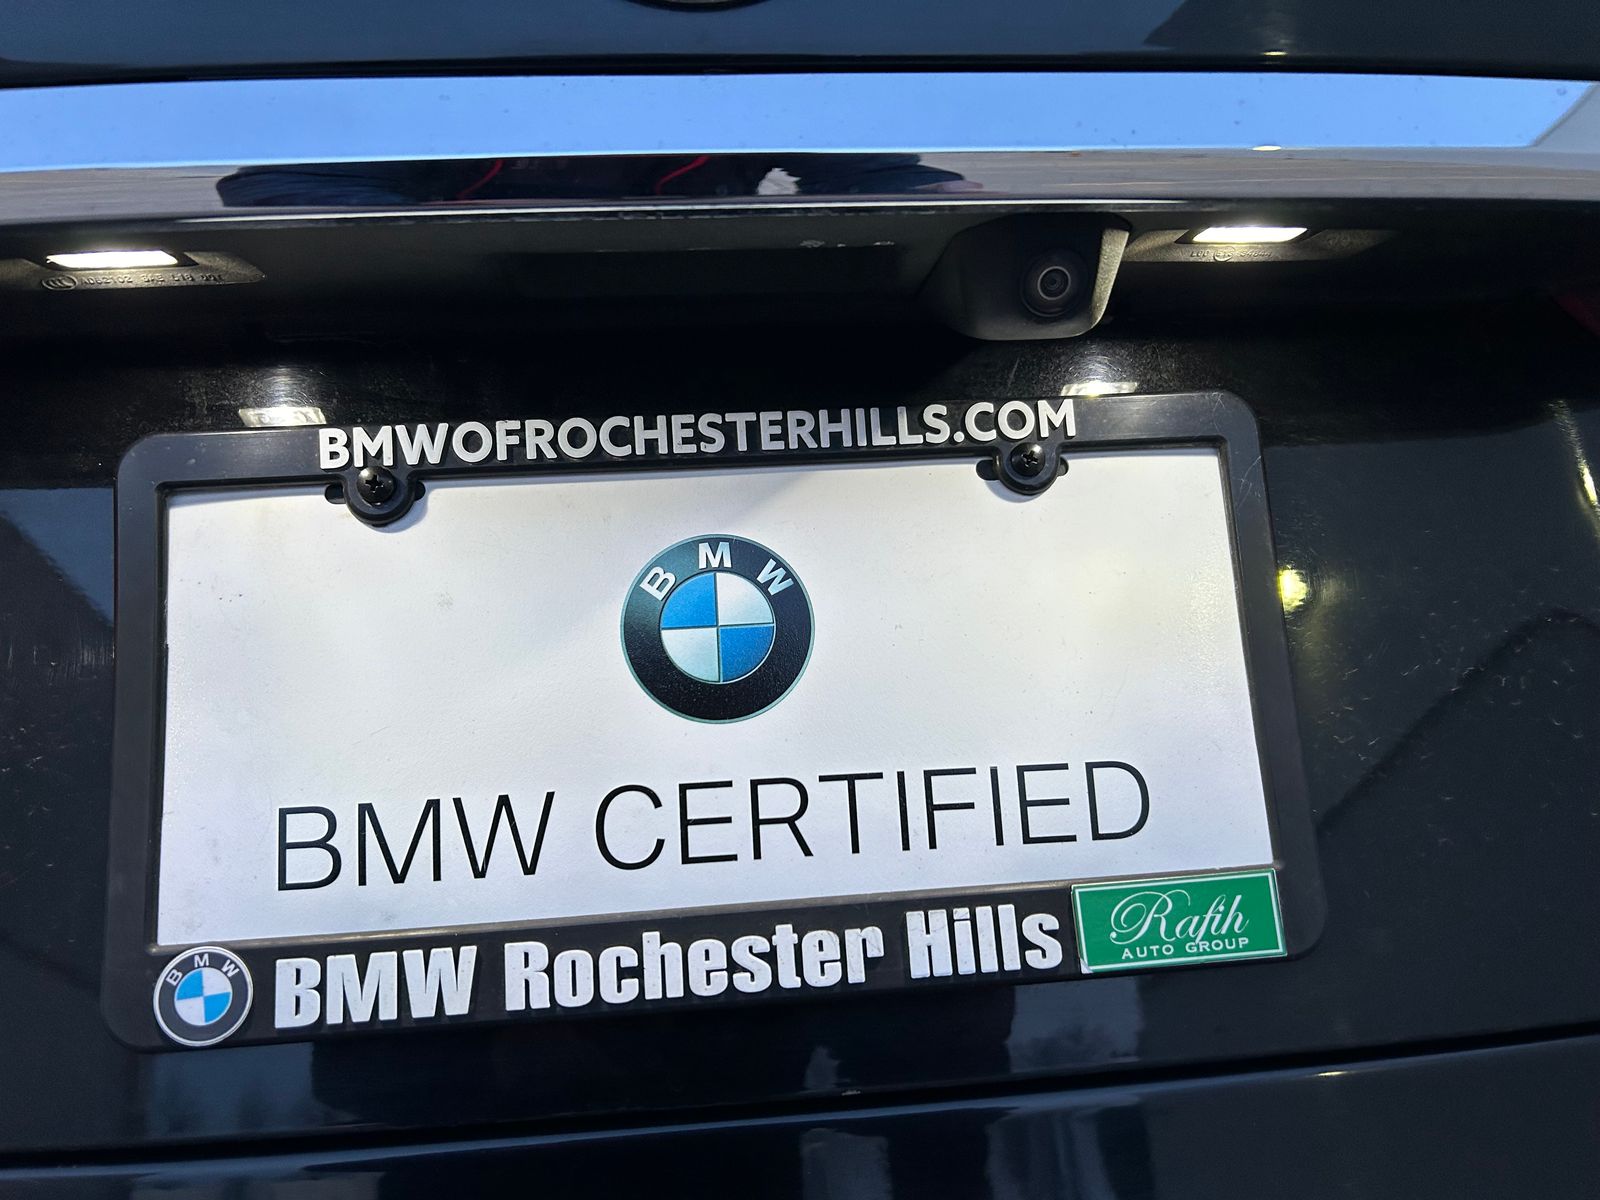 BMWOFROCHESTERHILLS.COM
BMW
BMW CERTIFIED
BMW
BMW Rochester Hills
Rafih
AUTO GROUP